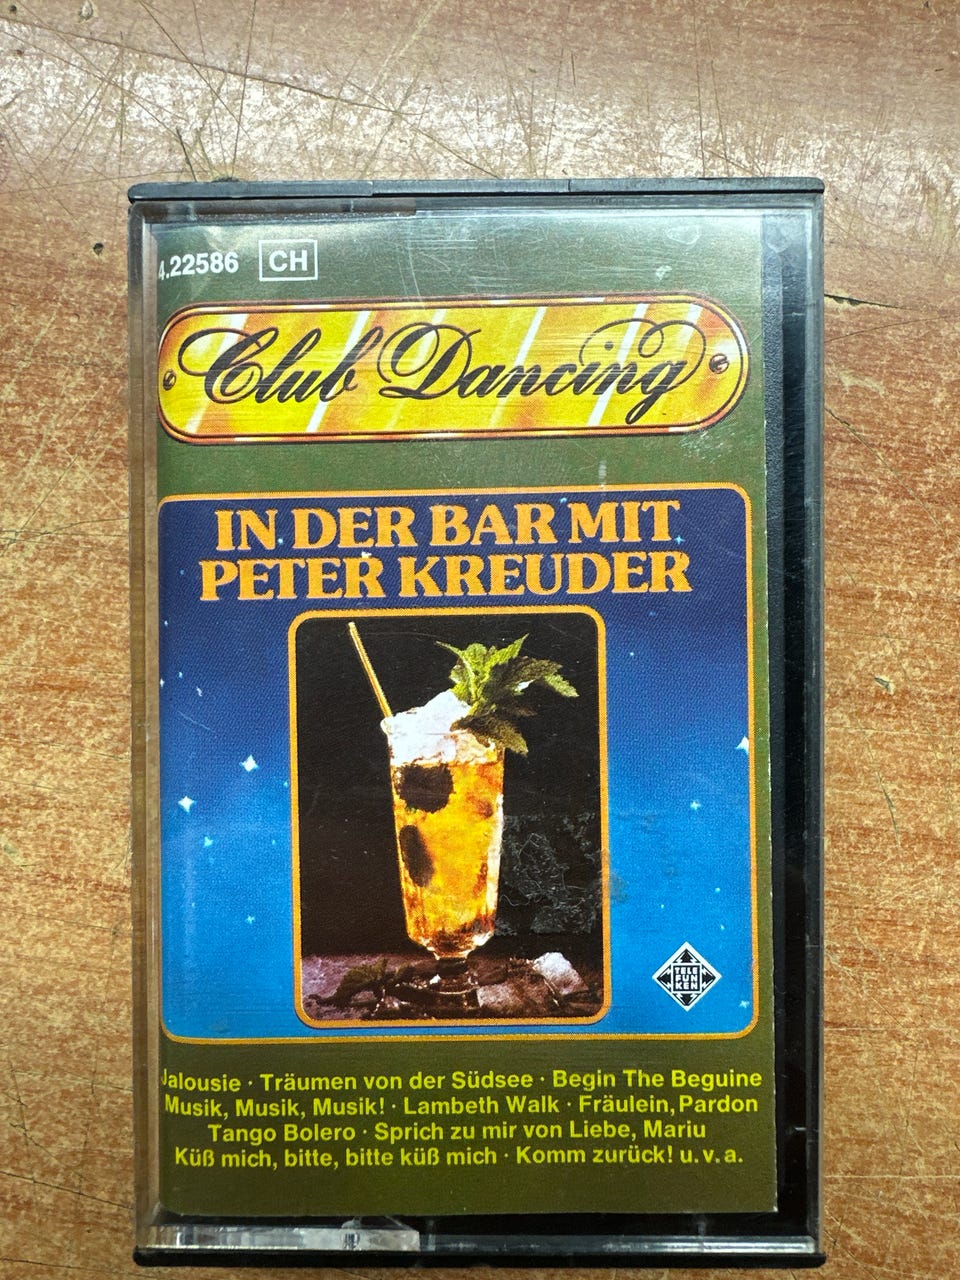 4.22586 CH
Club Dancing
IN DER BAR MIT
PETER KREUDER
TELE
FUN
KEN
Jalousie · Träumen von der Südsee · Begin The Beguine
Musik, Musik, Musik! · Lambeth Walk · Fräulein, Pardon
Tango Bolero · Sprich zu mir von Liebe, Mariu
Küß mich, bitte, bitte küß mich · Komm zurück! u.v.a.